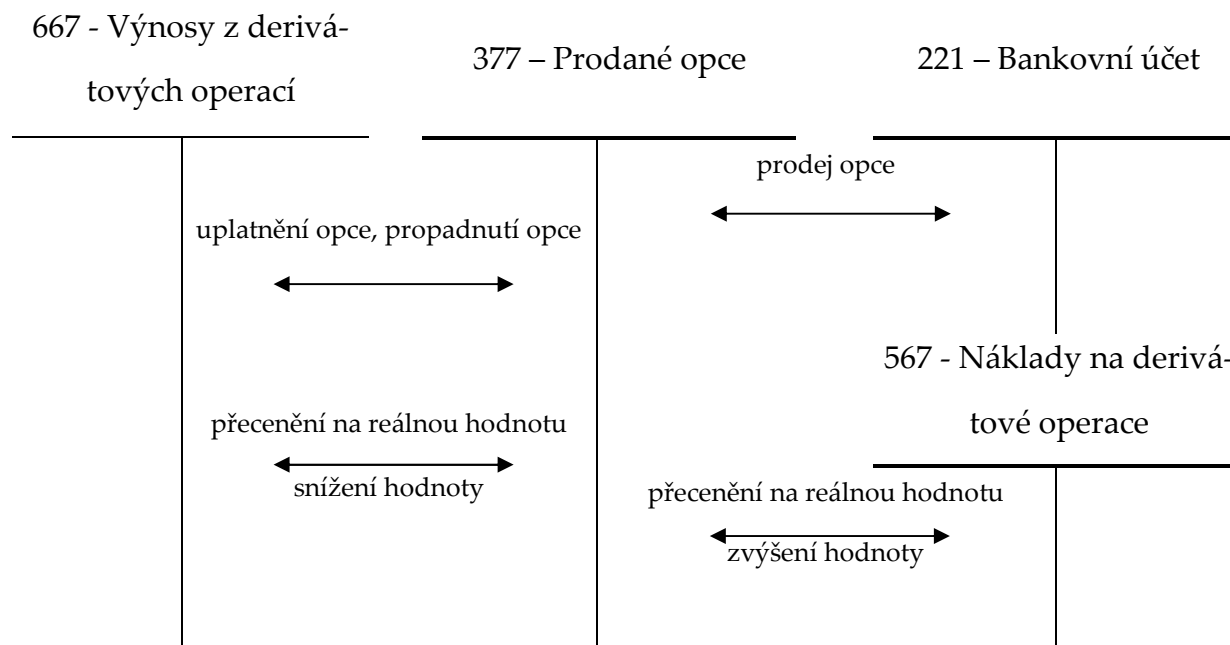 667 - Výnosy z derivá-
tových operací
377 – Prodané opce
221 – Bankovní účet
prodej opce
uplatnění opce, propadnutí opce
567 - Náklady na derivá-
tové operace
přecenění na reálnou hodnotu
snížení hodnoty
přecenění na reálnou hodnotu
zvýšení hodnoty